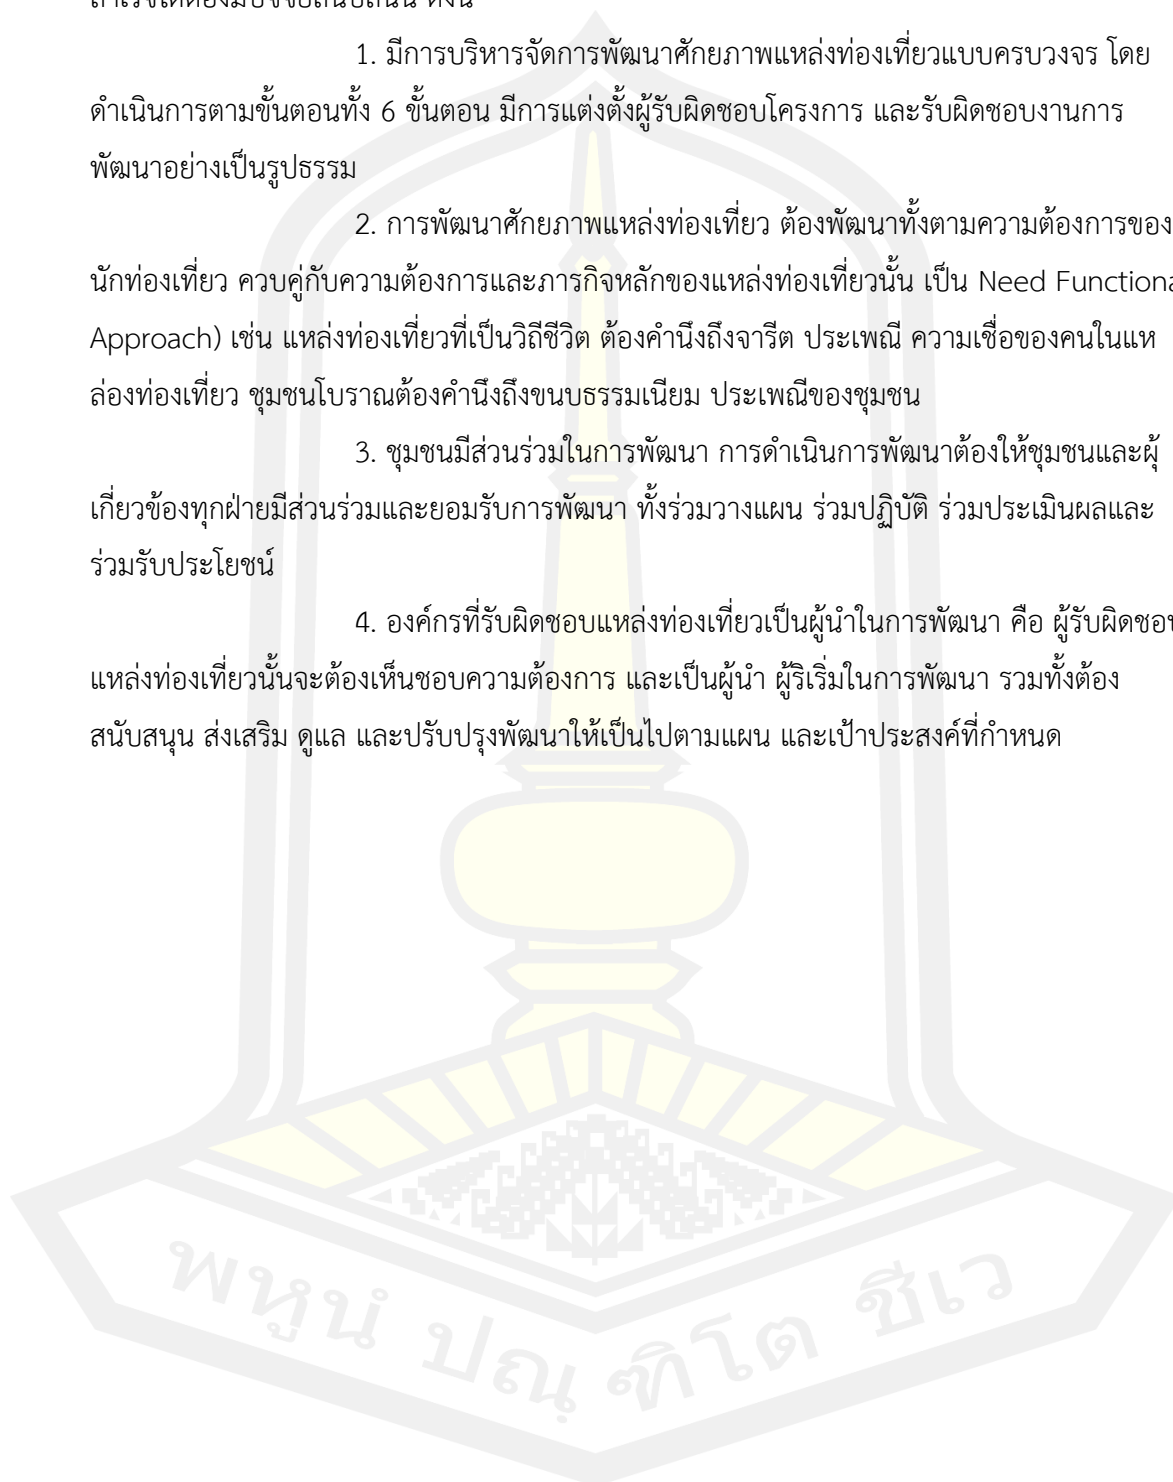 สำเร็จได้ต้องมีปัจจัยสนับสนุน ดังนี้
1. มีการบริหารจัดการพัฒนาศักยภาพแหล่งท่องเที่ยวแบบครบวงจร โดย
ดำเนินการตามขั้นตอนทั้ง 6 ขั้นตอน มีการแต่งตั้งผู้รับผิดชอบโครงการ และรับผิดชอบงานการ
พัฒนาอย่างเป็นรูปธรรม
2. การพัฒนาศักยภาพแหล่งท่องเที่ยว ต้องพัฒนาทั้งตามความต้องการของ
นักท่องเที่ยว ควบคู่กับความต้องการและภารกิจหลักของแหล่งท่องเที่ยวนั้น เป็น Need Functiona
Approach) เช่น แหล่งท่องเที่ยวที่เป็นวิถีชีวิต ต้องคำนึงถึงจารีต ประเพณี ความเชื่อของคนในแห
ล่องท่องเที่ยว ชุมชนโบราณต้องคำนึงถึงขนบธรรมเนียม ประเพณีของชุมชน
3. ชุมชนมีส่วนร่วมในการพัฒนา การดำเนินการพัฒนาต้องให้ชุมชนและผุ้
เกี่ยวข้องทุกฝ่ายมีส่วนร่วมและยอมรับการพัฒนา ทั้งร่วมวางแผน ร่วมปฏิบัติ ร่วมประเมินผลและ
ร่วมรับประโยชน์
4. องค์กรที่รับผิดชอบแหล่งท่องเที่ยวเป็นผู้นำในการพัฒนา คือ ผู้รับผิดชอบ
แหล่งท่องเที่ยวนั้นจะต้องเห็นชอบความต้องการ และเป็นผู้นำ ผู้ริเริ่มในการพัฒนา รวมทั้งต้อง
สนับสนุน ส่งเสริม ดูแล และปรับปรุงพัฒนาให้เป็นไปตามแผน และเป้าประสงค์ที่กำหนด
พหูนํ ปณฺฑิโต ชีเว